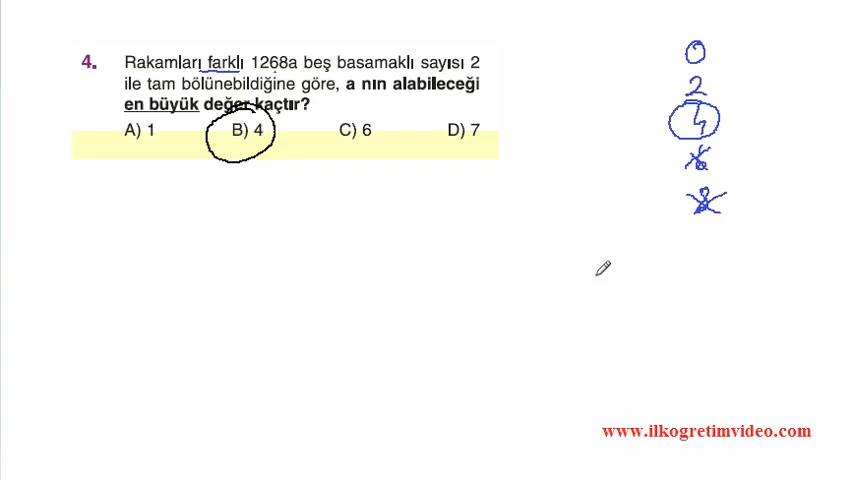 4. Rakamları farklı 1268a beş basamaklı sayısı 2
ile tam bölünebildiğine göre, a nın alabileceği
en büyük değer kaçtır?
A) 1 B) 4 C) 6 D) 7
0
2
4
6
8
www.ilkogretimvideo.com